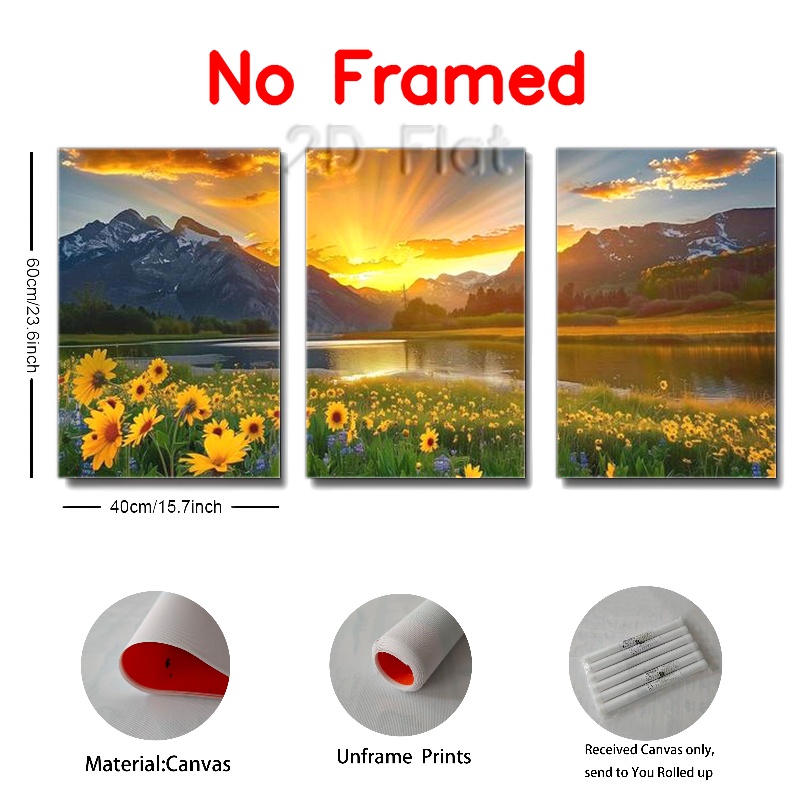 No Framed
2D Flat
60cm/23.6inch
40cm/15.7inch
Material:Canvas
Unframe Prints
Received Canvas only,
send to You Rolled up